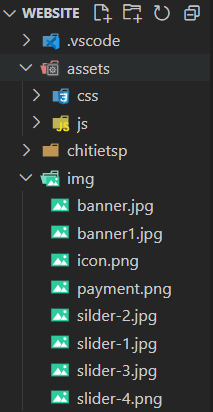 WEBSITE
.vscode
assets
css
js
chitietsp
img
banner.jpg
banner1.jpg
icon.png
payment.png
silder-2.jpg
slider-1.jpg
slider-3.jpg
slider-4.png